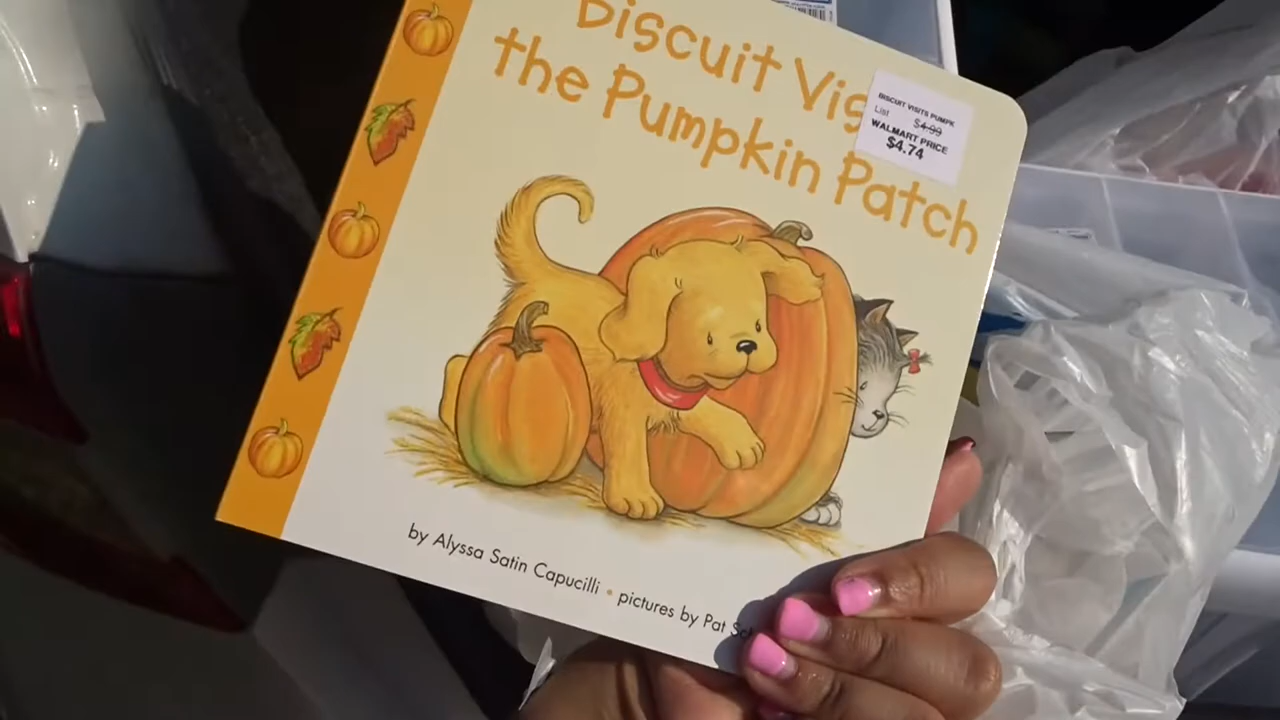 Biscuit Vis
the Pumpkin Patch
BISCUIT VISITS PUMPK
List $4.99
WALMART PRICE
$4.74
by Alyssa Satin Capucilli • pictures by Pat Sc